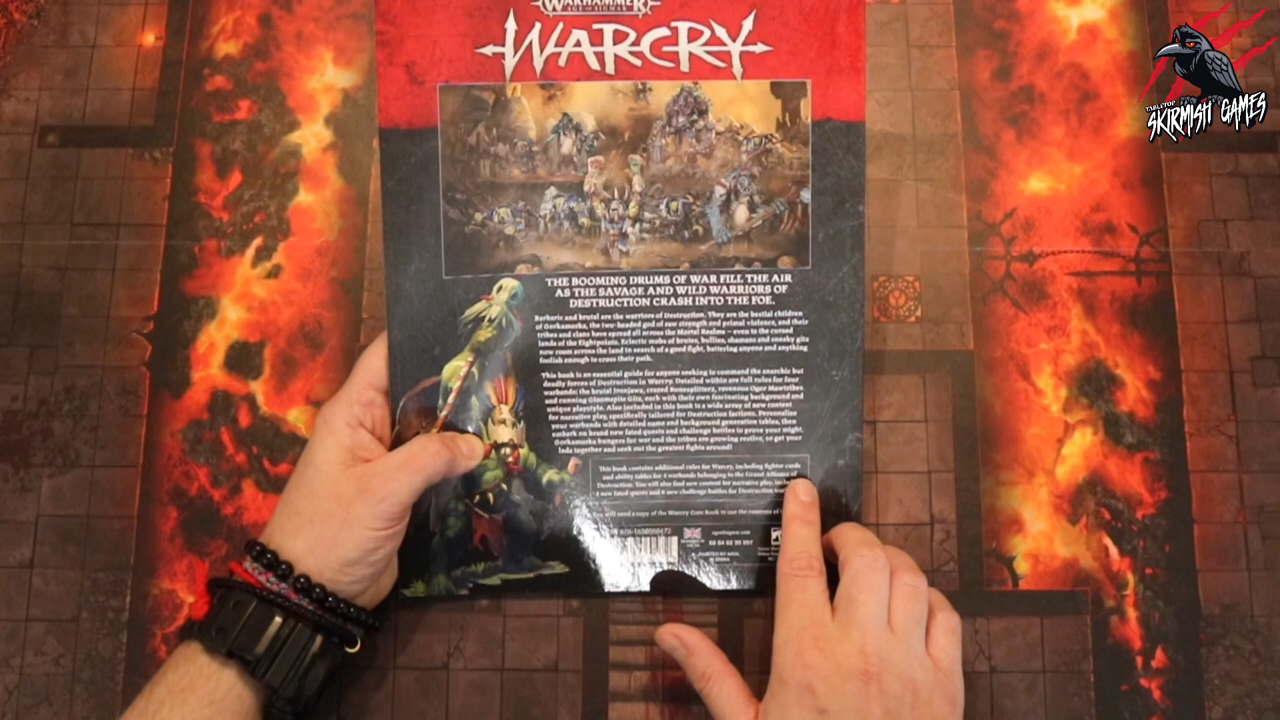 WARHAMMER
AGE OF SIGMAR
WARCRY
TABLETOP
SKIRMISH GAMES
THE BOOMING DRUMS OF WAR FILL THE AIR
AS THE SAVAGE AND WILD WARRIORS OF
DESTRUCTION CRASH INTO THE FOE.
Barbaric and brutal are the warriors of Destruction. They are the bestial children
of Gorkamorka, the two-headed god of raw strength and primal violence, and their
tribes and clans have spread all across the Mortal Realms – even to the cursed
lands of the Eightpoints. Eclectic mobs of brutes, bullies, shamans and sneaky gitz
now roam across the land in search of a good fight, battering anyone and anything
foolish enough to cross their path.
This book is an essential guide for anyone seeking to command the anarchic but
deadly forces of Destruction in Warcry. Detailed within are full rules for four
warbands: the brutal Ironjawz, crazed Bonesplitterz, ravenous Ogor Mawtribes
and cunning Gloomspite Gitz, each with their own fascinating background and
unique playstyle. Also included in this book is a wide array of new content
for narrative play, specifically tailored for Destruction factions. Personalise
your warbands with detailed name and background generation tables, then
embark on brand new fated quests and challenge battles to prove your might.
Gorkamorka hungers for war and the tribes are growing restive, so get your
ladz together and seek out the greatest fights around!
This book contains additional rules for Warcry, including fighter cards
and ability tables for 4 warbands belonging to the Grand Alliance of
Destruction. You will also find new content for narrative play,
4 new fated quests and 4 new challenge battles for Destruction
You will need a copy of the Warcry Core Book to use the contents of
ageofsigmar.com